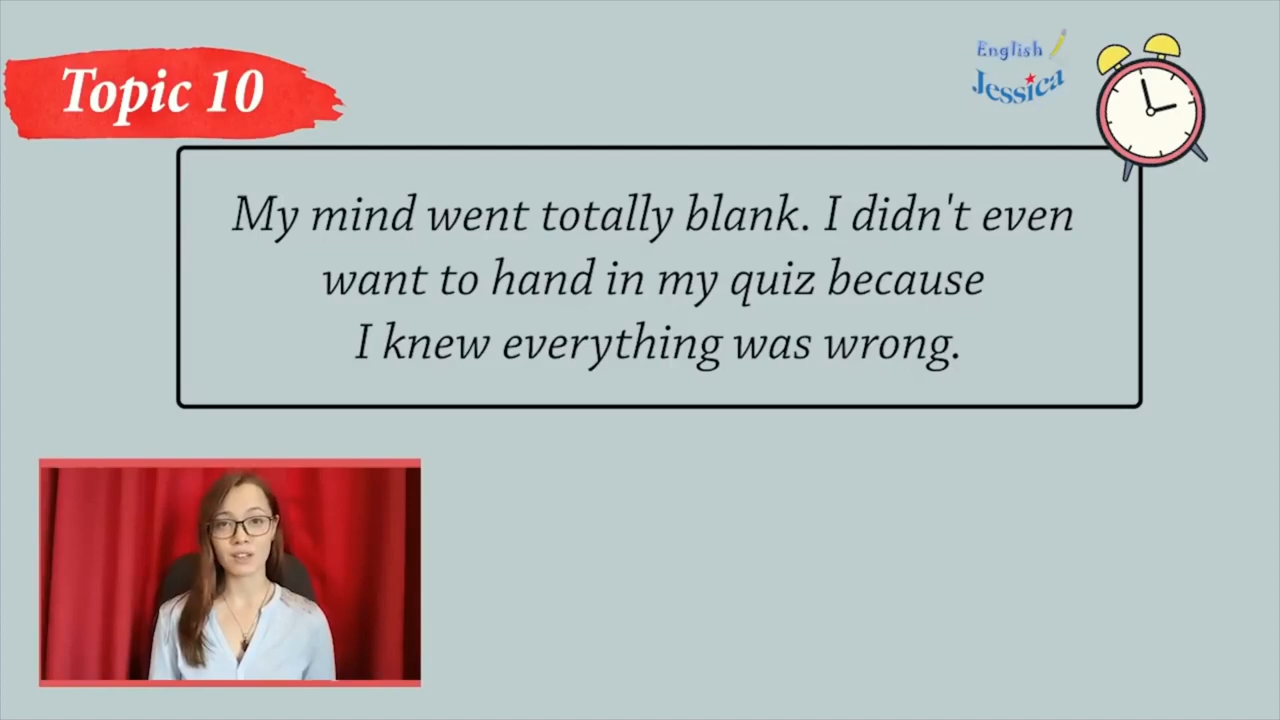 Topic 10
English
Jessica
My mind went totally blank. I didn't even
want to hand in my quiz because
I knew everything was wrong.